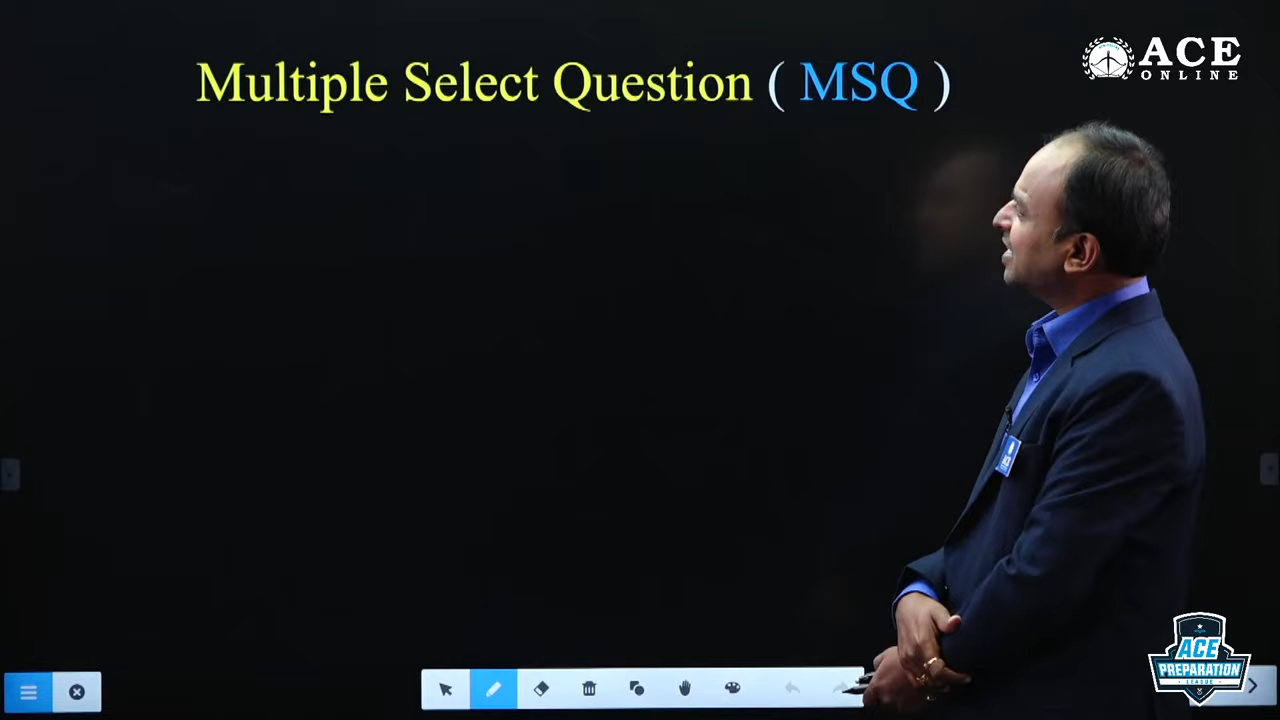 Multiple Select Question ( MSQ )
ACE
ONLINE
ACE
PREPARATION
LEAGUE